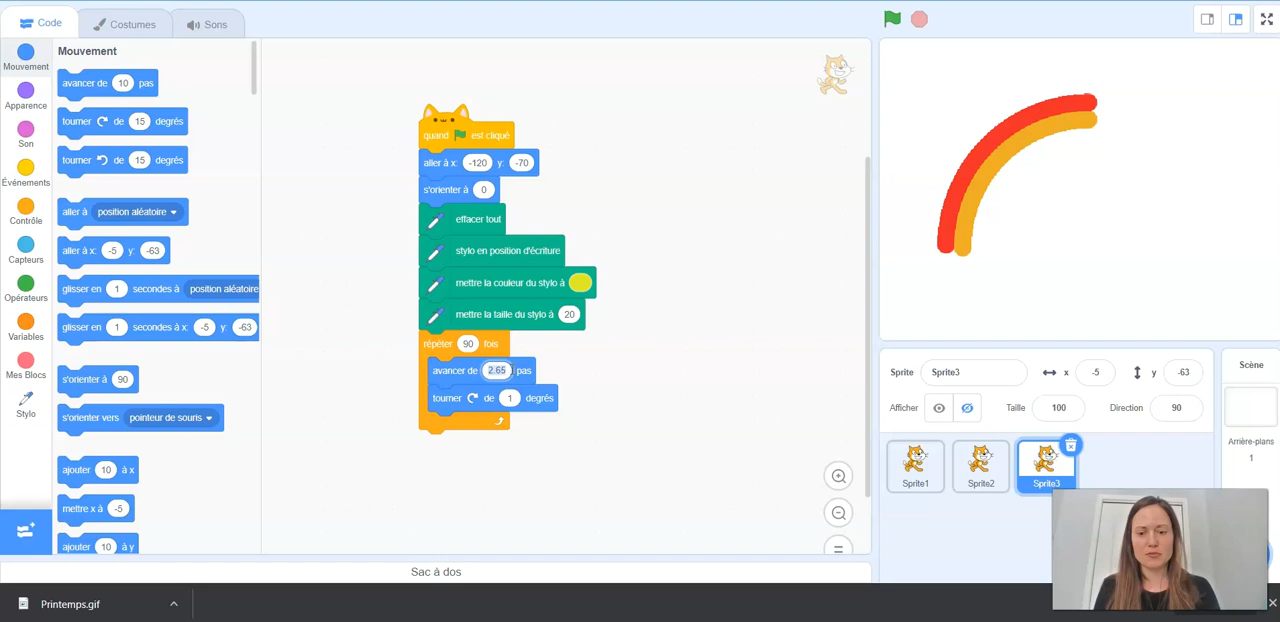 Code
Costumes
Sons
Mouvement
Apparence
Son
Événements
Contrôle
Capteurs
Opérateurs
Variables
Mes Blocs
Stylo
Mouvement
avancer de 10 pas
tourner de 15 degrés
tourner de 15 degrés
aller à position aléatoire
aller à x: -5 y: -63
glisser en 1 secondes à position aléatoire
glisser en 1 secondes à x: -5 y: -63
s'orienter à 90
s'orienter vers pointeur de souris
ajouter 10 à x
mettre x à -5
ajouter 10 à y
quand est cliqué
aller à x: -120 y: -70
s'orienter à 0
effacer tout
stylo en position d'écriture
mettre la couleur du stylo à
mettre la taille du stylo à 20
répéter 90 fois
avancer de 2.65 pas
tourner de 1 degrés
Sac à dos
Sprite Sprite3 x -5 y -63
Afficher Taille 100 Direction 90
Sprite1
Sprite2
Sprite3
Scène
Arrière-plans
1
Printemps.gif